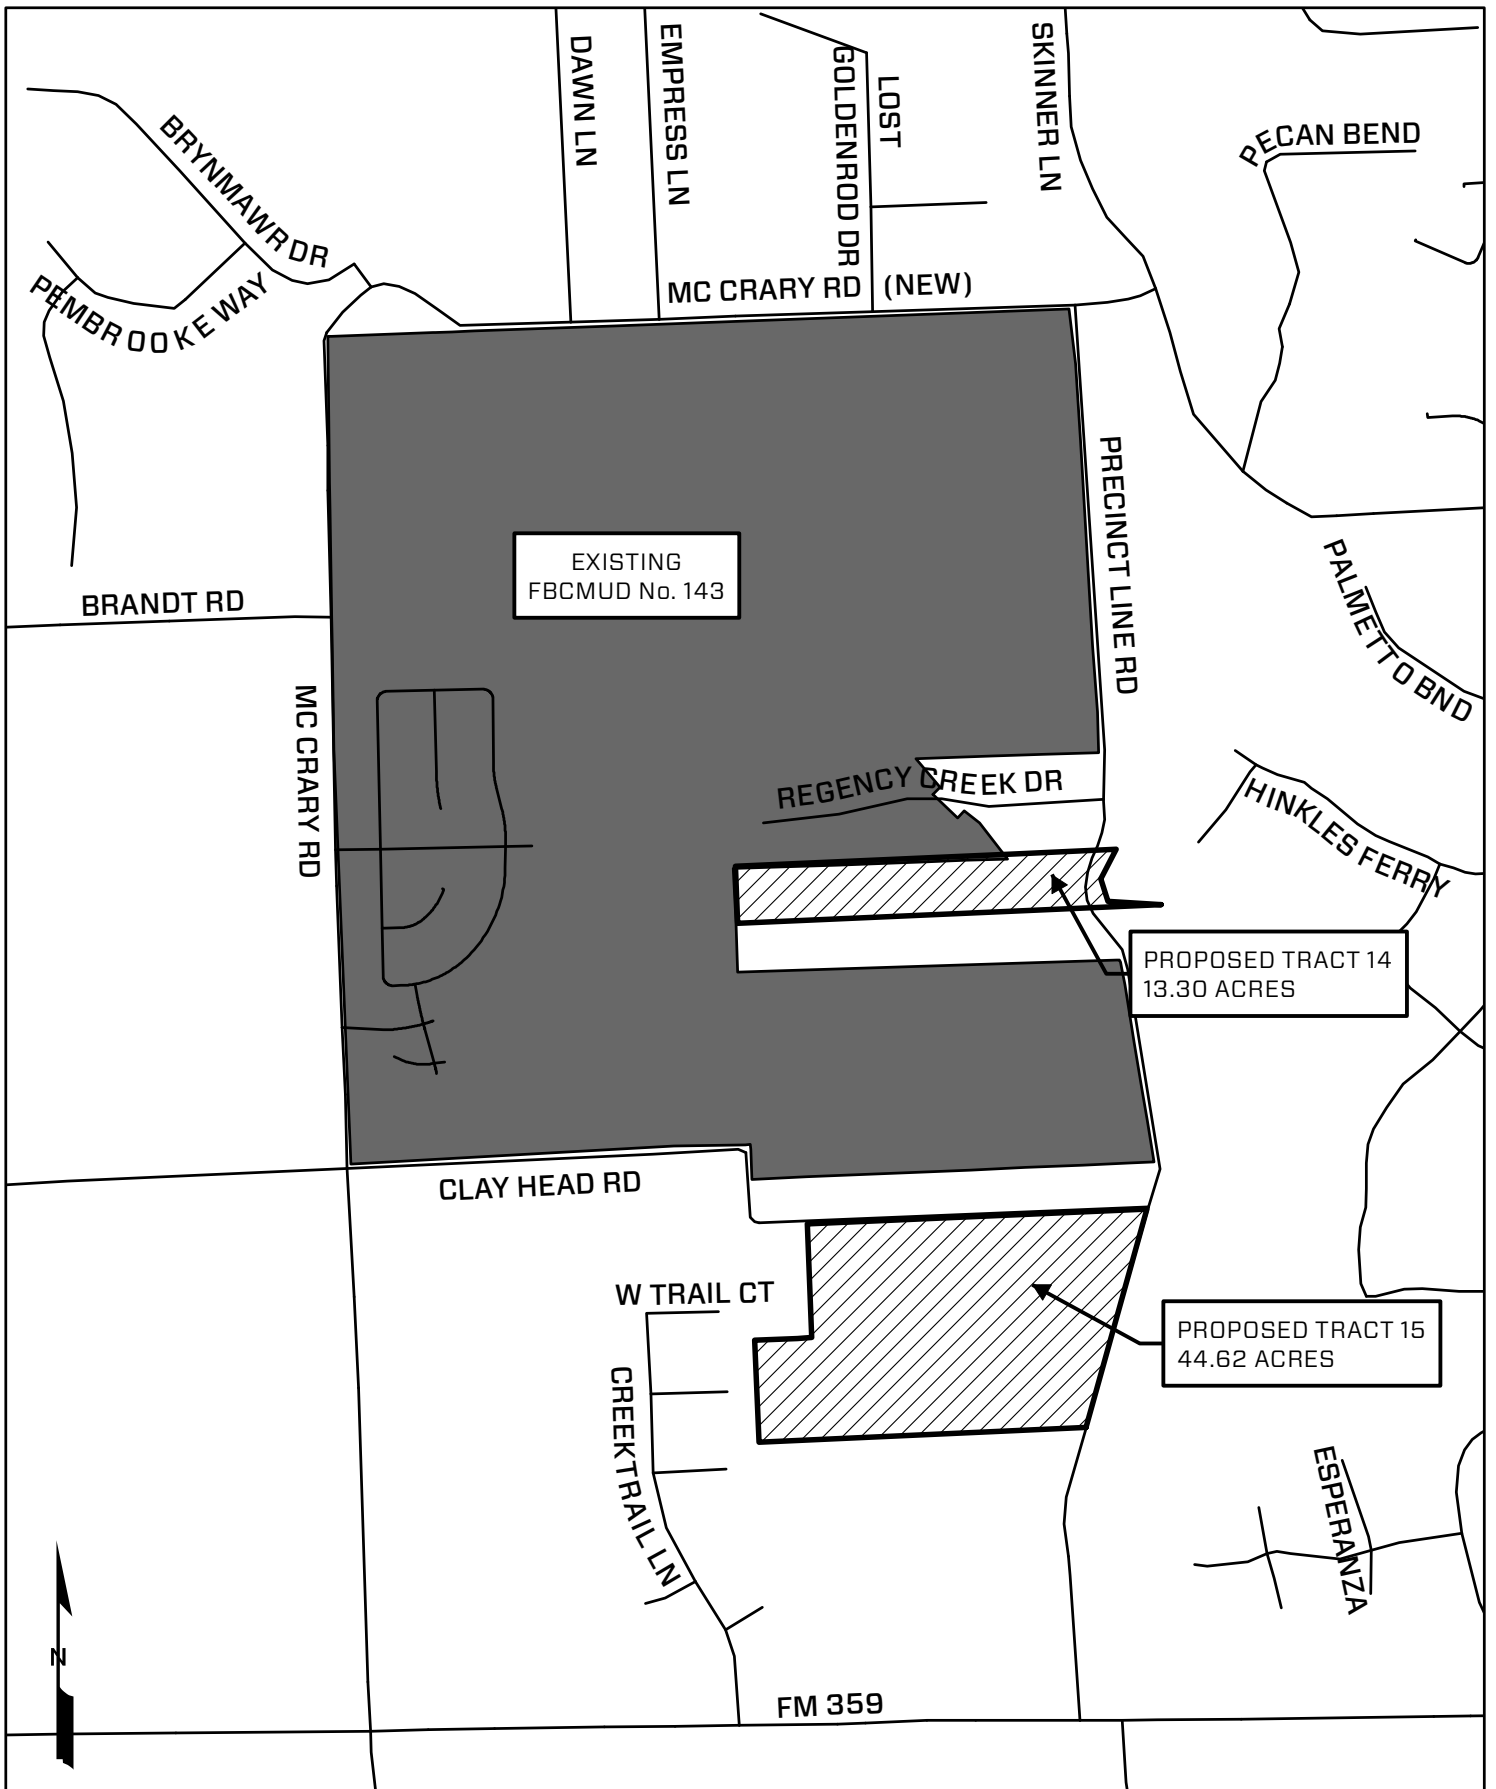 DAWN LN
EMPRESS LN
GOLDENROD DR
LOST
SKINNER LN
PECAN BEND
BRYNMAWR DR
PEMBROOKE WAY
MC CRARY RD (NEW)
PRECINCT LINE RD
EXISTING
FBCMUD No. 143
BRANDT RD
PALMETTO BND
MC CRARY RD
REGENCY CREEK DR
HINKLES FERRY
PROPOSED TRACT 14
13.30 ACRES
CLAY HEAD RD
W TRAIL CT
PROPOSED TRACT 15
44.62 ACRES
CREEKTRAIL LN
ESPERANZA
N
FM 359